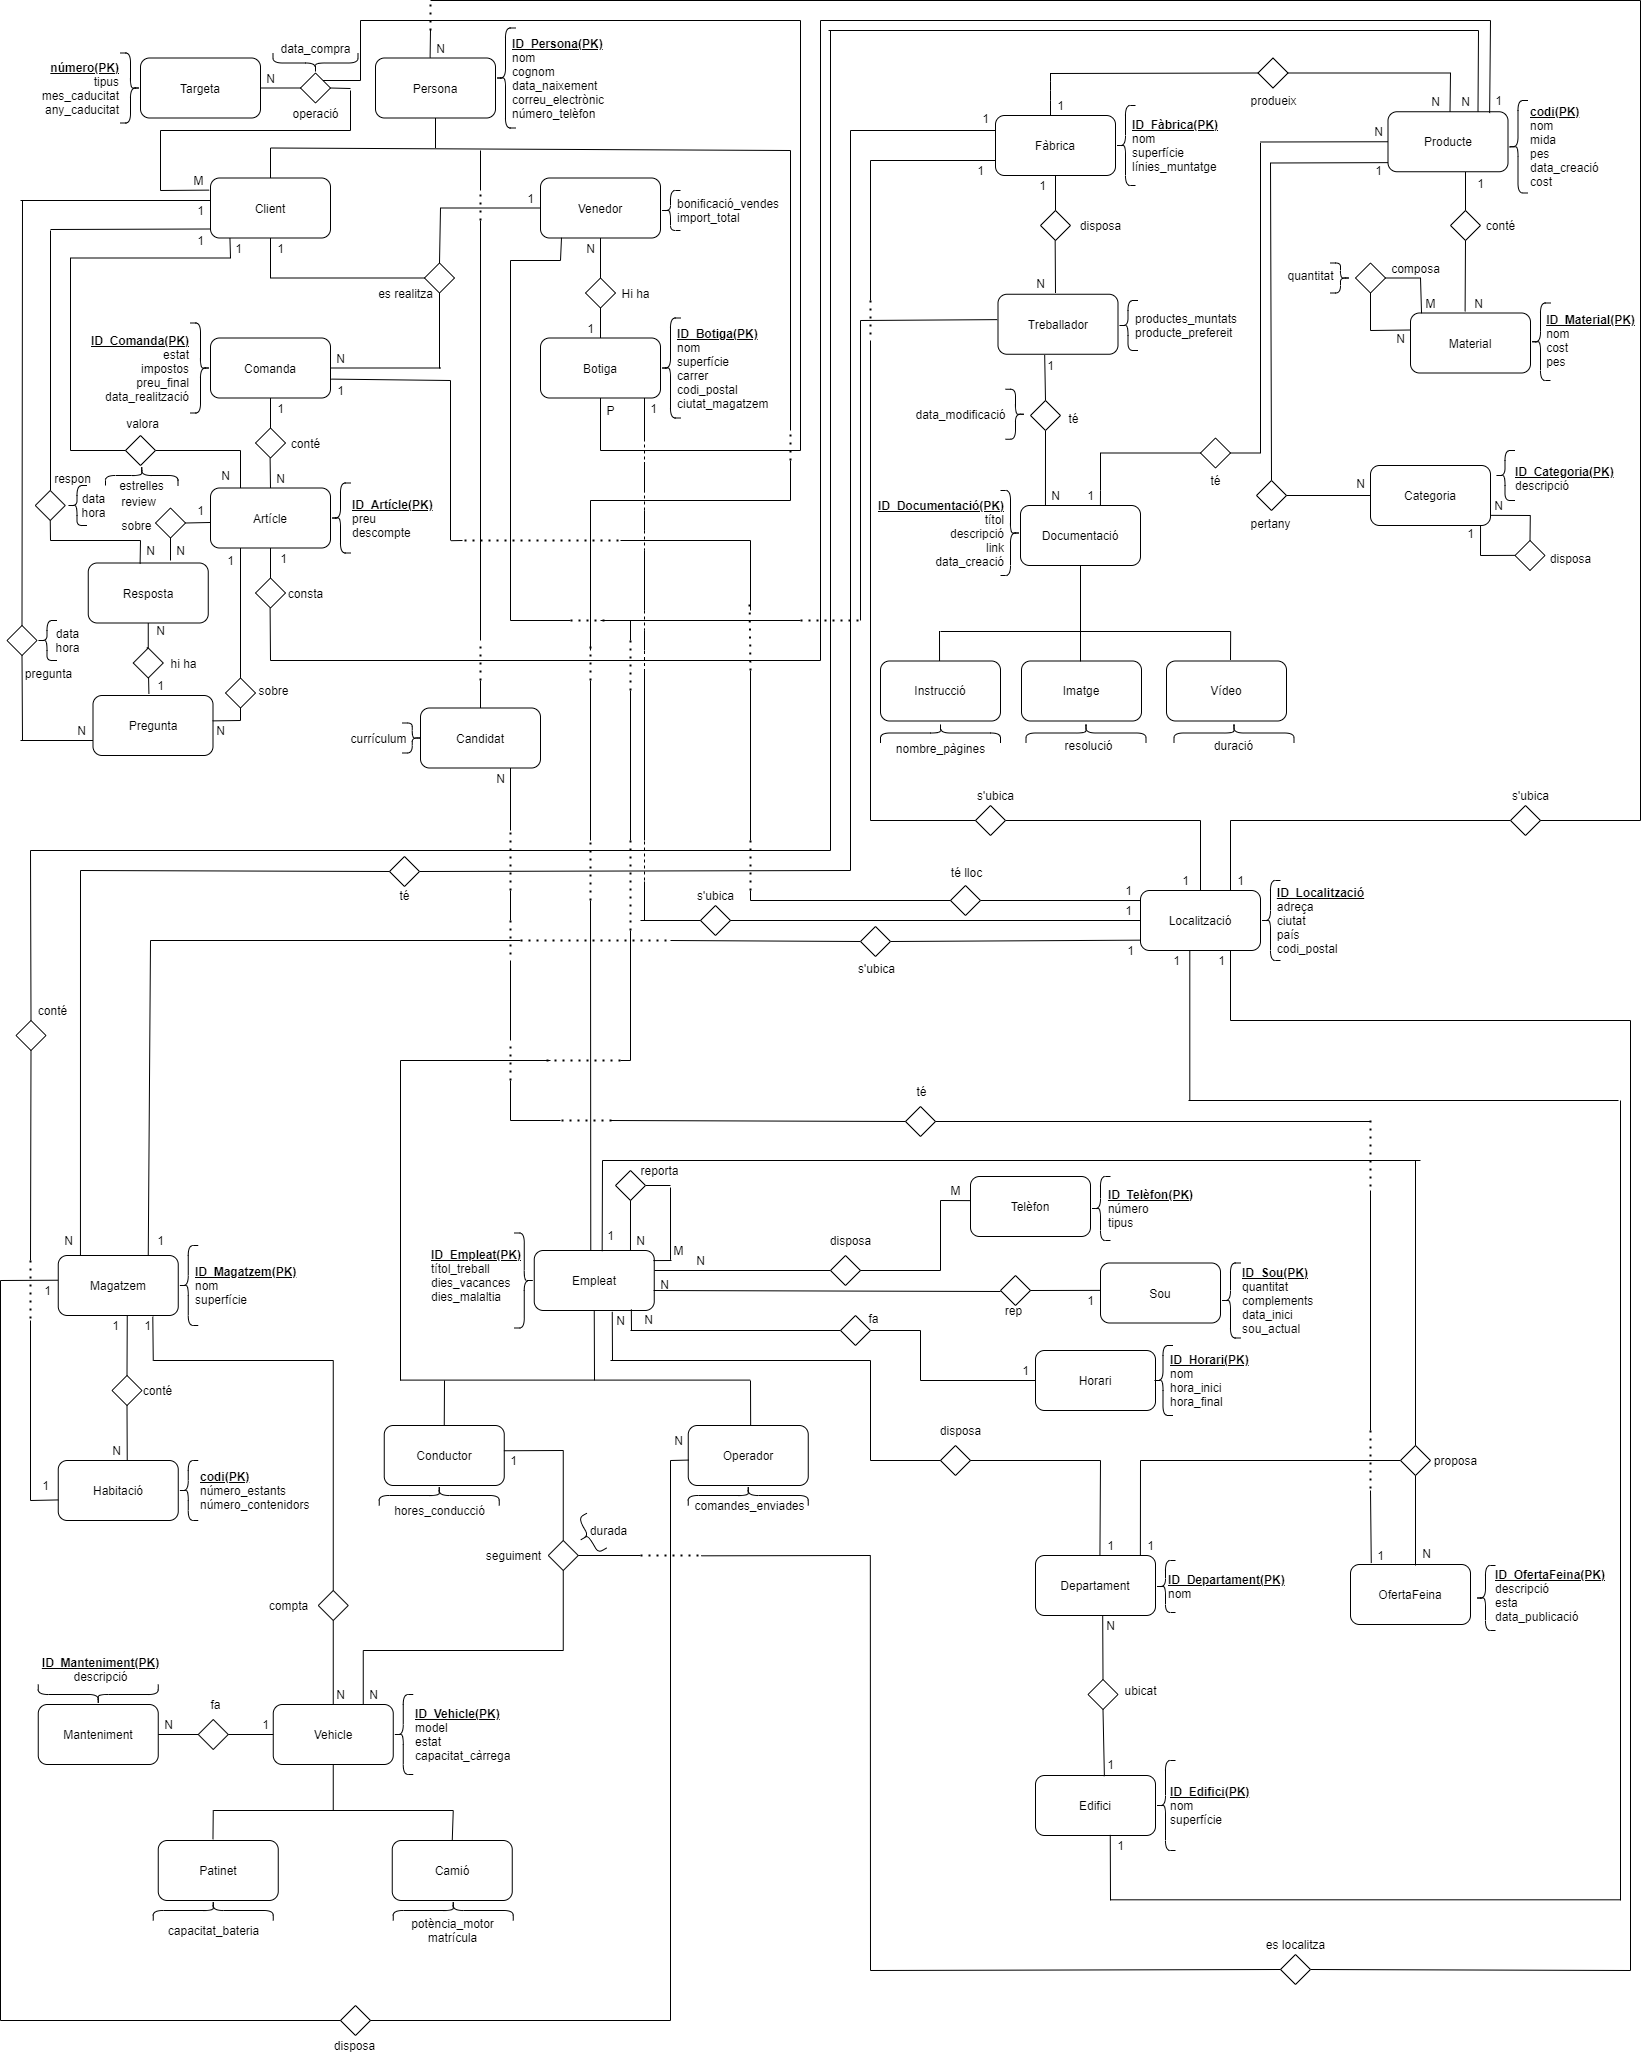 data_compra
N
ID_Persona(PK)
nom
cognom
data_naixement
correu_electrònic
número_telèfon
número(PK)
tipus
mes_caducitat
any_caducitat
Targeta
N
operació
Persona
produeix
1
N
N
1
1
Fàbrica
1
1
ID_Fàbrica(PK)
nom
superfície
línies_muntatge
N
Producte
1
1
codi(PK)
nom
mida
pes
data_creació
cost
M
1
1
Client
1
1
1
Venedor
N
bonificació_vendes
import_total
disposa
conté
es realitza
Hi ha
N
quantitat
composa
M
N
N
1
ID_Botiga(PK)
nom
superfície
carrer
codi_postal
ciutat_magatzem
Treballador
1
productes_muntats
producte_prefereit
Material
ID_Material(PK)
nom
cost
pes
ID_Comanda(PK)
estat
impostos
preu_final
data_realització
Comanda
N
1
1
Botiga
P
1
data_modificació
té
valora
conté
té
estrelles
review
respon
data
hora
N
N
sobre
1
Article
1
1
ID_Artícle(PK)
preu
descompte
N
1
ID_Documentació(PK)
títol
descripció
link
data_creació
Documentació
pertany
N
Categoria
N
1
ID_Categoria(PK)
descripció
disposa
N
N
Resposta
N
consta
data
hora
pregunta
hi ha
1
sobre
N
Pregunta
N
Instrucció
Imatge
Vídeo
nombre_pàgines
resolució
duració
currículum
Candidat
N
s'ubica
s'ubica
té
s'ubica
té lloc
1
1
1
1
1
Localització
1
1
ID_Localització
adreça
ciutat
país
codi_postal
s'ubica
conté
té
reporta
1
N
M
ID_Empleat(PK)
títol_treball
dies_vacances
dies_malaltia
Empleat
N
N
N
N
M
Telèfon
ID_Telèfon(PK)
número
tipus
disposa
rep
1
Sou
ID_Sou(PK)
quantitat
complements
data_inici
sou_actual
fa
1
Horari
ID_Horari(PK)
nom
hora_inici
hora_final
N
1
1
Magatzem
1
1
ID_Magatzem(PK)
nom
superfície
conté
N
1
Habitació
codi(PK)
número_estants
número_contenidors
Conductor
1
hores_conducció
N
Operador
comandes_enviades
disposa
proposa
durada
seguiment
1
1
Departament
N
ID_Departament(PK)
nom
1
N
OfertaFeina
ID_OfertaFeina(PK)
descripció
esta
data_publicació
compta
ID_Manteniment(PK)
descripció
Manteniment
N
fa
1
N
N
Vehicle
ID_Vehicle(PK)
model
estat
capacitat_càrrega
ubicat
1
Edifici
1
ID_Edifici(PK)
nom
superfície
Patinet
Camió
capacitat_bateria
potència_motor
matrícula
es localitza
disposa